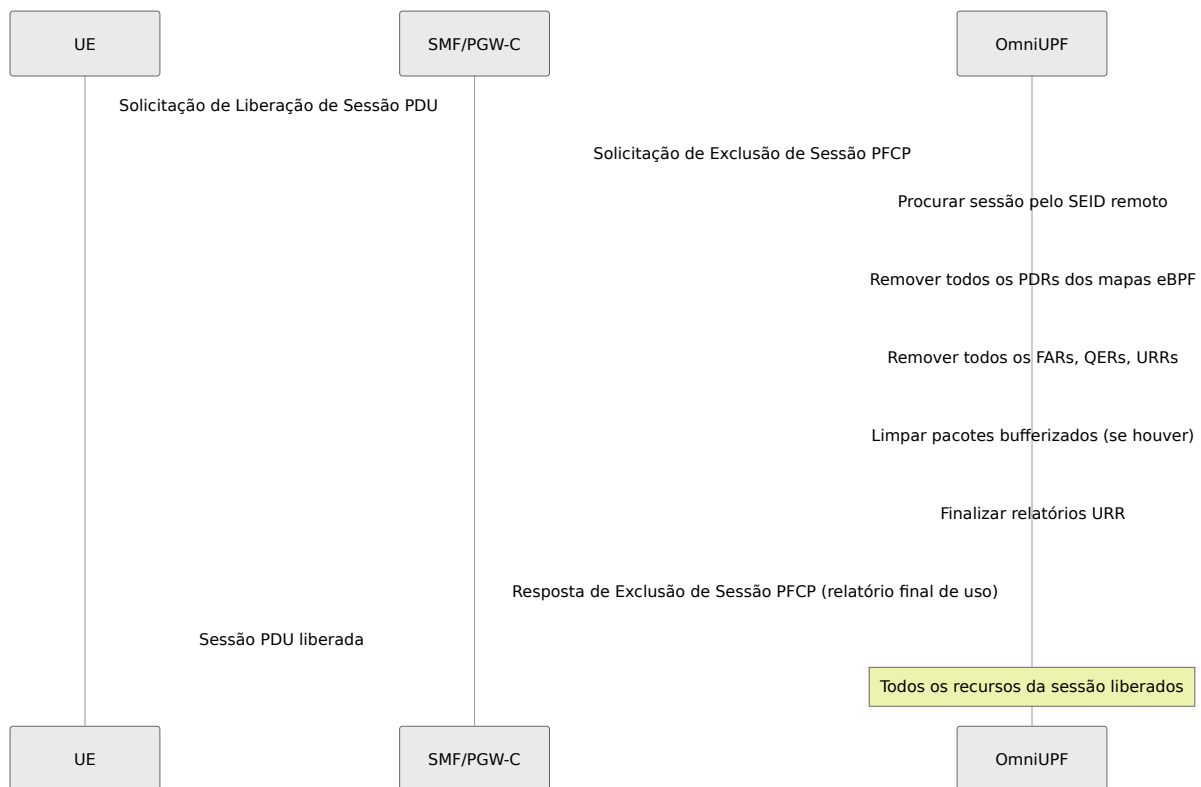 UE
SMF/PGW-C
OmniUPF
Solicitação de Liberação de Sessão PDU
Solicitação de Exclusão de Sessão PFCP
Procurar sessão pelo SEID remoto
Remover todos os PDRs dos mapas eBPF
Remover todos os FARs, QERs, URRs
Limpar pacotes bufferizados (se houver)
Finalizar relatórios URR
Resposta de Exclusão de Sessão PFCP (relatório final de uso)
Sessão PDU liberada
Todos os recursos da sessão liberados
UE
SMF/PGW-C
OmniUPF